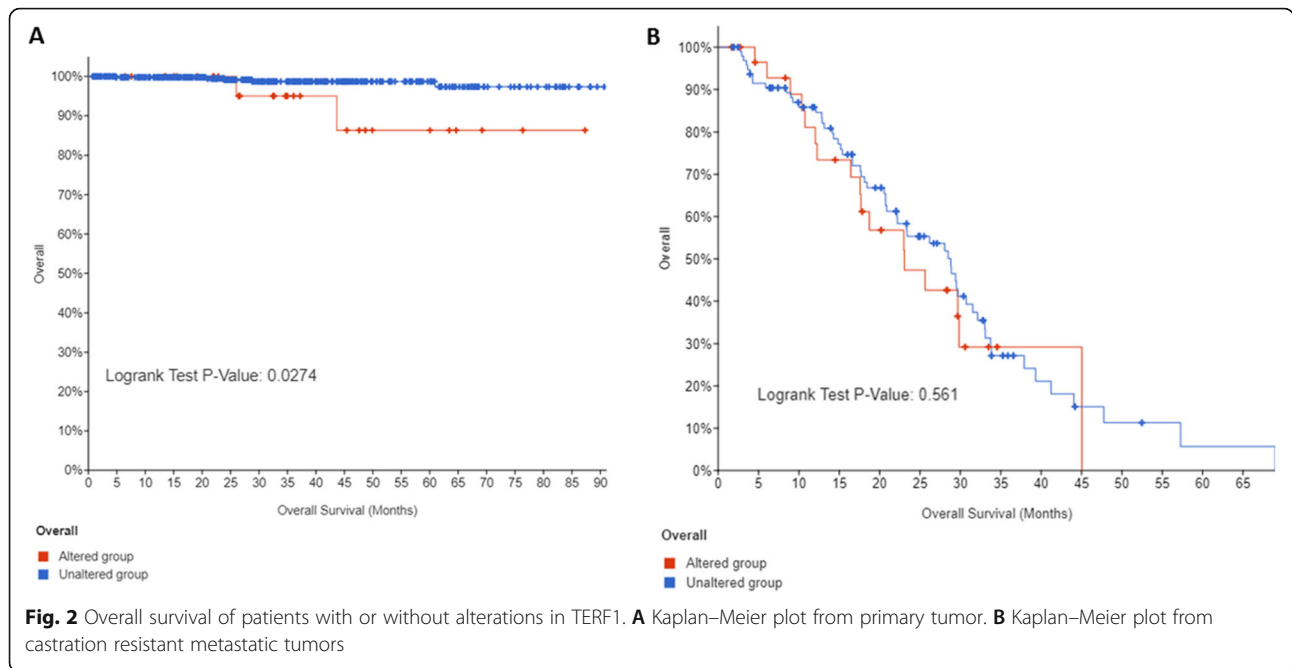 A
100%
90%
80%
70%
60%
50%
40%
30%
20%
10%
0%
Overall
Logrank Test P-Value: 0.0274
0 5 10 15 20 25 30 35 40 45 50 55 60 65 70 75 80 85 90
Overall Survival (Months)
Overall
Altered group
Unaltered group
B
100%
90%
80%
70%
60%
50%
40%
30%
20%
10%
0%
Overall
Logrank Test P-Value: 0.561
0 5 10 15 20 25 30 35 40 45 50 55 60 65
Overall Survival (Months)
Overall
Altered group
Unaltered group
Fig. 2 Overall survival of patients with or without alterations in TERF1. A Kaplan–Meier plot from primary tumor. B Kaplan–Meier plot from
castration resistant metastatic tumors